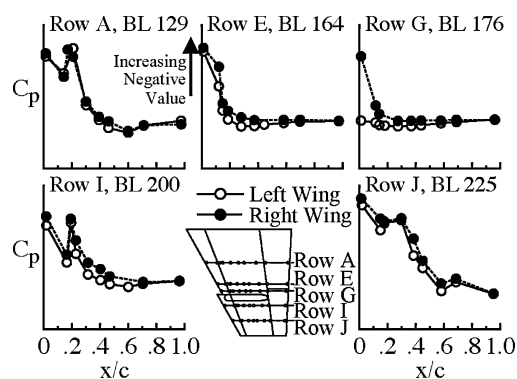 Row A, BL 129
Row E, BL 164
Row G, BL 176
Increasing
Negative
Value
Cp
Row I, BL 200
Left Wing
Right Wing
Row J, BL 225
Cp
Row A
Row E
Row G
Row I
Row J
0 .2 .4 .6 .8 1.0
x/c
0 .2 .4 .6 .8 1.0
x/c